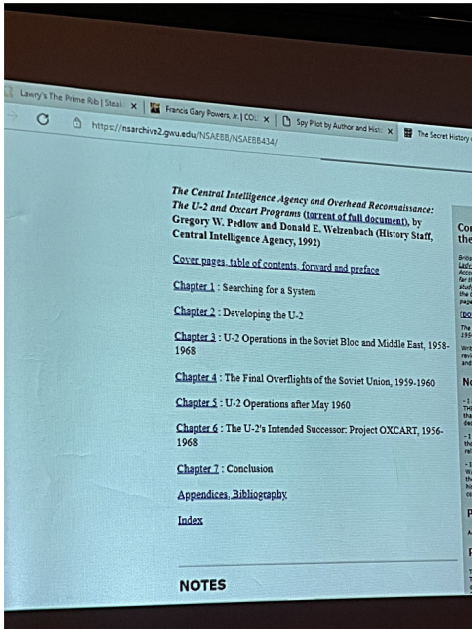 Lawry's The Prime Rib | Steak
Francis Gary Powers, Jr. | COL
Spy Plot by Author and Histo
The Secret History
https://nsarchive2.gwu.edu/NSAEBB/NSAEBB434/
The Central Intelligence Agency and Overhead Reconnaissance:
The U-2 and Oxcart Programs (torrent of full document), by
Gregory W. Pedlow and Donald E. Welzenbach (History Staff,
Central Intelligence Agency, 1991)
Cover pages, table of contents, forward and preface
Chapter 1 : Searching for a System
Chapter 2 : Developing the U-2
Chapter 3 : U-2 Operations in the Soviet Bloc and Middle East, 1958-
1968
Chapter 4 : The Final Overflights of the Soviet Union, 1959-1960
Chapter 5 : U-2 Operations after May 1960
Chapter 6 : The U-2's Intended Successor: Project OXCART, 1956-
1968
Chapter 7 : Conclusion
Appendices, Bibliography
Index
NOTES